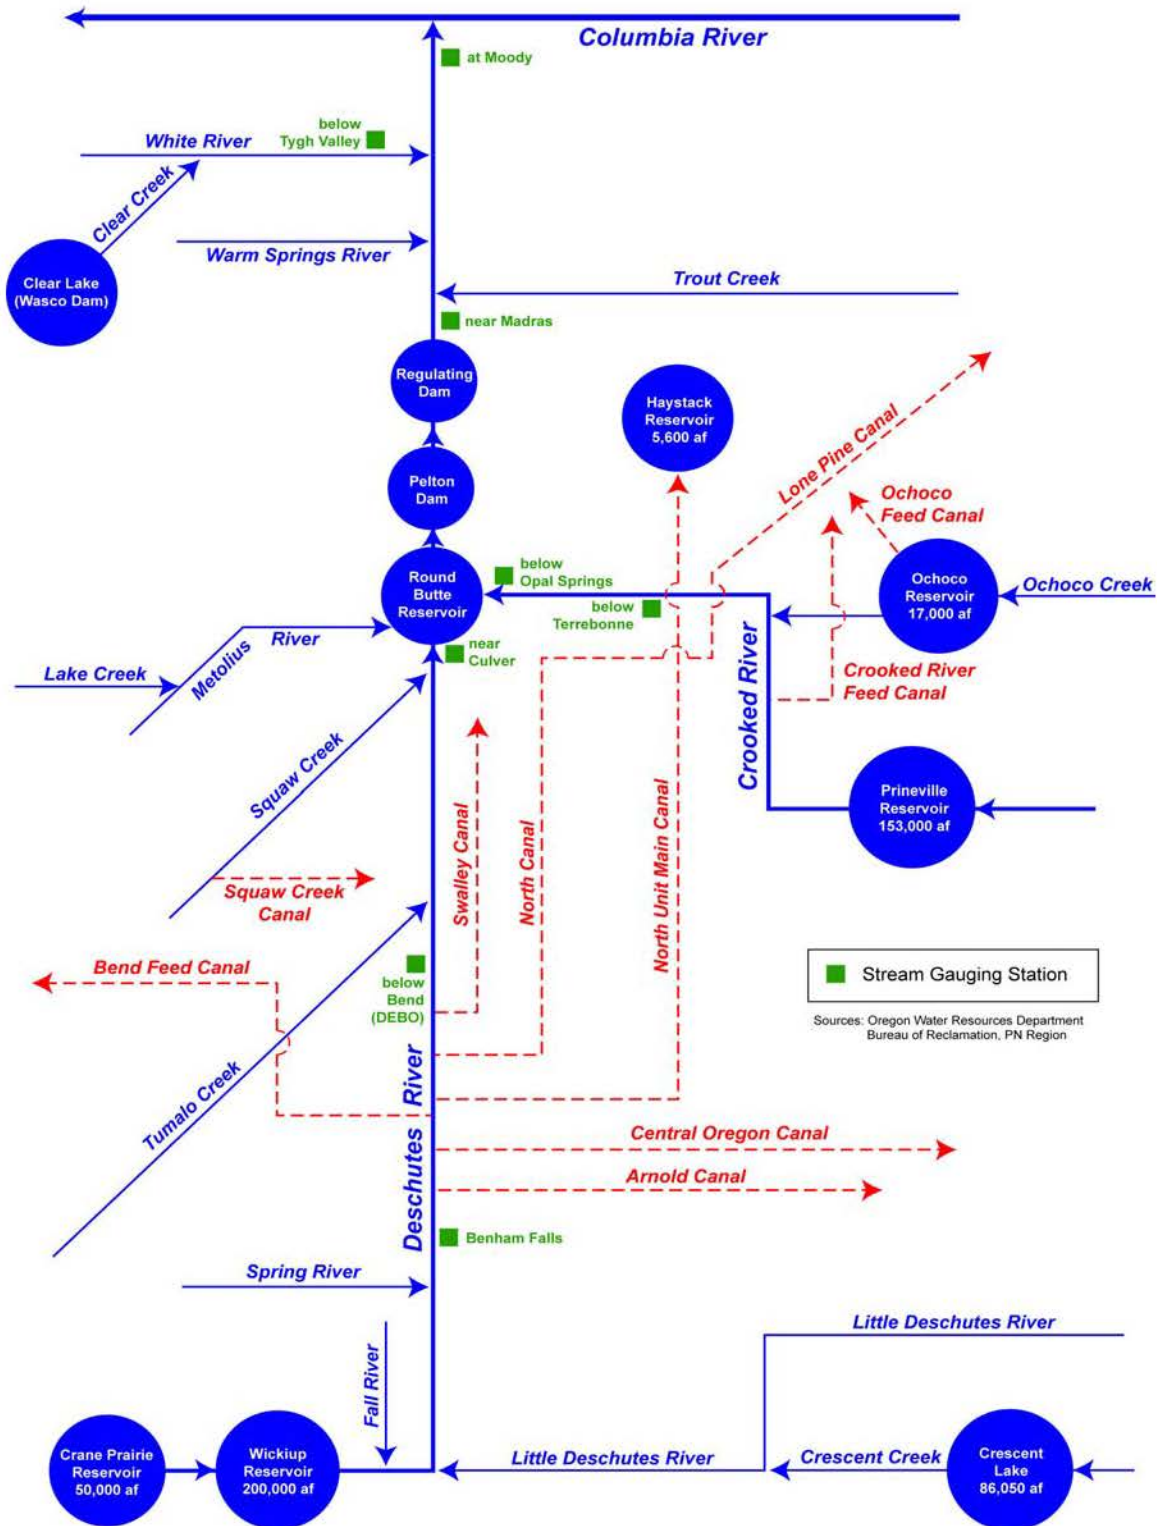 Columbia River
at Moody
below
Tygh Valley
White River
Clear Creek
Warm Springs River
Clear Lake
(Wasco Dam)
Trout Creek
near Madras
Regulating
Dam
Haystack
Reservoir
5,600 af
Lone Pine Canal
Pelton
Dam
Ochoco
Feed Canal
below
Opal Springs
Round
Butte
Reservoir
Ochoco
Reservoir
17,000 af
Ochoco Creek
below
Terrebonne
River
near
Culver
Lake Creek
Metolius
Crooked River
Feed Canal
Crooked River
Squaw Creek
Prineville
Reservoir
153,000 af
Swalley Canal
North Canal
North Unit Main Canal
Squaw Creek
Canal
Bend Feed Canal
below
Bend
(DEBO)
Stream Gauging Station
Sources: Oregon Water Resources Department
Bureau of Reclamation, PN Region
Tumalo Creek
Deschutes River
Central Oregon Canal
Arnold Canal
Benham Falls
Spring River
Little Deschutes River
Fall River
Crane Prairie
Reservoir
50,000 af
Wickiup
Reservoir
200,000 af
Little Deschutes River
Crescent Creek
Crescent
Lake
86,050 af